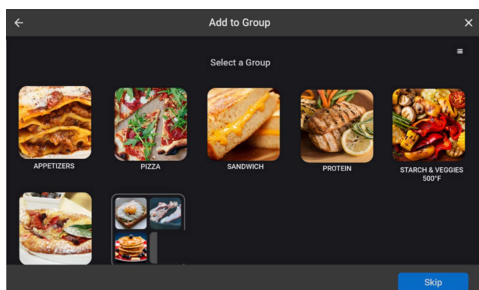 Add to Group
Select a Group
APPETIZERS
PIZZA
SANDWICH
PROTEIN
STARCH & VEGGIES
500°F
Skip